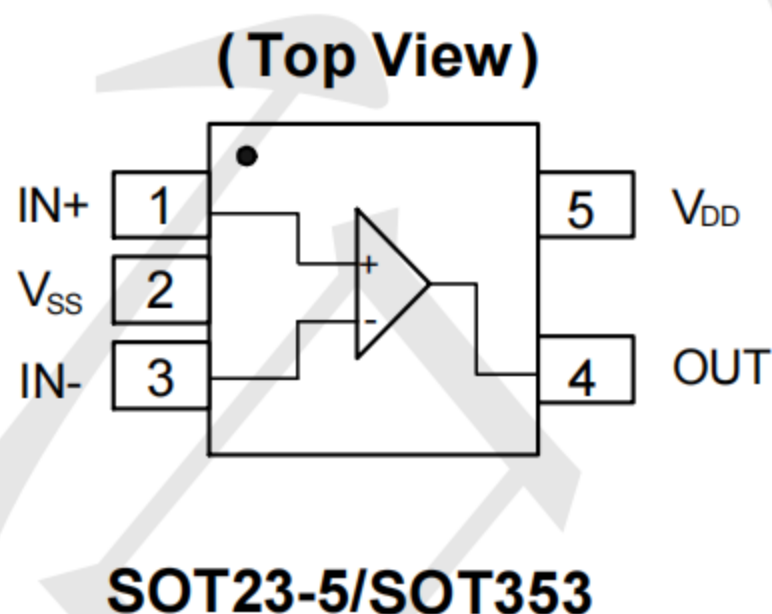 (Top View)
IN+ 1
5 VDD
VSS 2
+
-
IN- 3
4 OUT
SOT23-5/SOT353